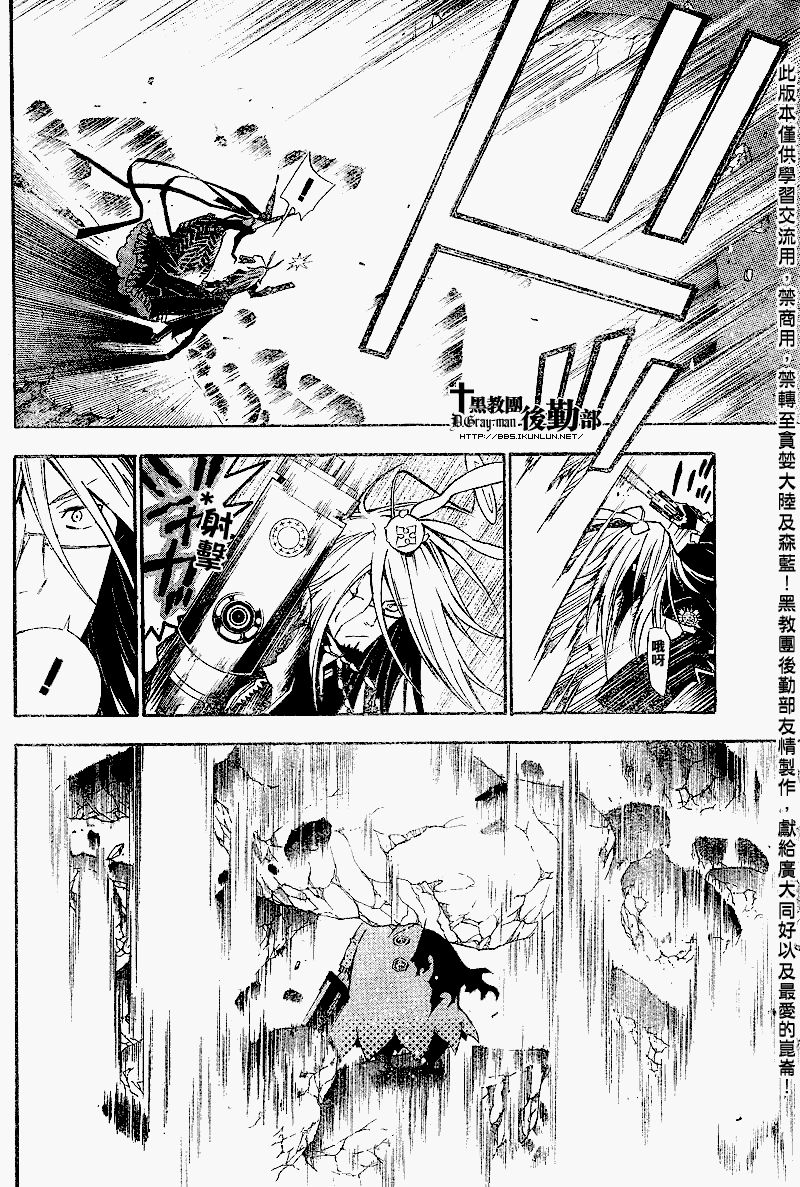 此版本僅供學習交流用，禁商用，禁轉至貪婪大陸及森藍！黑教團後勤部友情製作，獻給廣大同好以及最愛的崑崙！
!
黑教團
D.Gray-man
後勤部
HTTP://BBS.IKUNLUN.NET/
哦呀
*射擊
!